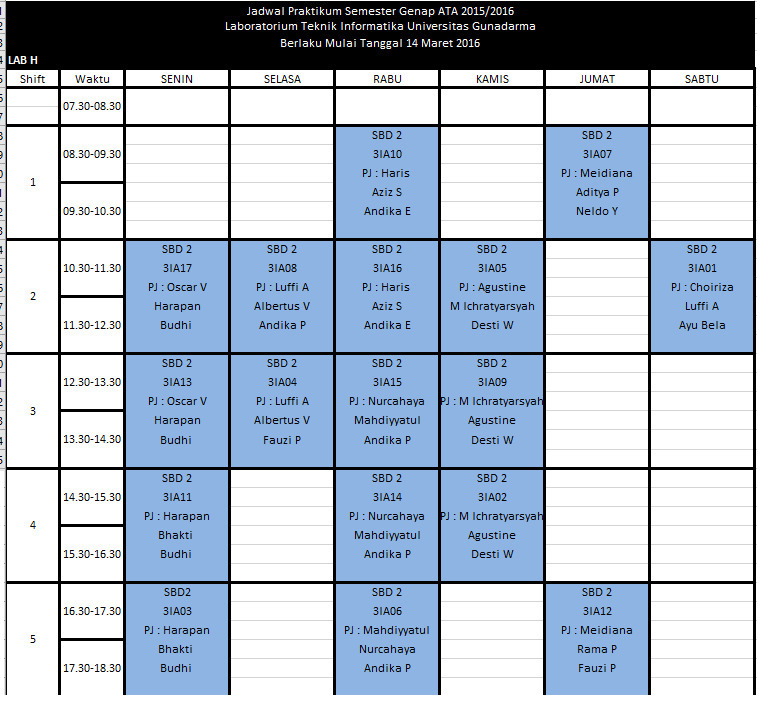 Jadwal Praktikum Semester Genap ATA 2015/2016
Laboratorium Teknik Informatika Universitas Gunadarma
Berlaku Mulai Tanggal 14 Maret 2016
LAB H
Shift Waktu SENIN SELASA RABU KAMIS JUMAT SABTU
07.30-08.30
SBD 2 SBD 2
08.30-09.30 3IA10 3IA07
PJ : Haris PJ : Meidiana
1
Aziz S Aditya P
09.30-10.30 Andika E Neldo Y
SBD 2 SBD 2 SBD 2 SBD 2 SBD 2
10.30-11.30 3IA17 3IA08 3IA16 3IA05 3IA01
PJ : Oscar V PJ : Luffi A PJ : Haris PJ : Agustine PJ : Choiriza
2
Harapan Albertus V Aziz S M Ichratyarsyah Luffi A
11.30-12.30 Budhi Andika P Andika E Desti W Ayu Bela
SBD 2 SBD 2 SBD 2 SBD 2
12.30-13.30 3IA13 3IA04 3IA15 3IA09
PJ : Oscar V PJ : Luffi A PJ : Nurcahaya PJ : M Ichratyarsyah
3
Harapan Albertus V Mahdiyyatul Agustine
13.30-14.30 Budhi Fauzi P Andika P Desti W
SBD 2 SBD 2 SBD 2
14.30-15.30 3IA11 3IA14 3IA02
PJ : Harapan PJ : Nurcahaya PJ : M Ichratyarsyah
4
Bhakti Mahdiyyatul Agustine
15.30-16.30 Budhi Andika P Desti W
SBD2 SBD 2 SBD 2
16.30-17.30 3IA03 3IA06 3IA12
PJ : Harapan PJ : Mahdiyyatul PJ : Meidiana
5
Bhakti Nurcahaya Rama P
17.30-18.30 Budhi Andika P Fauzi P